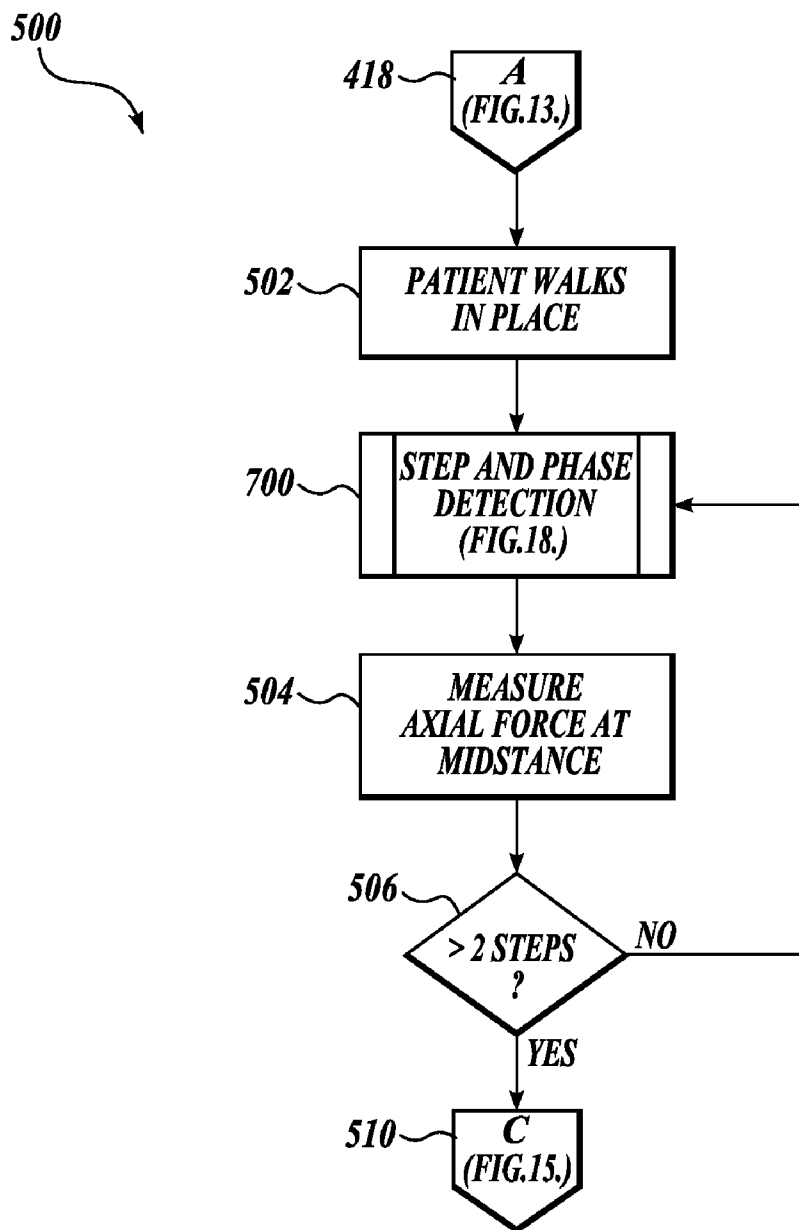 500
418
A
(FIG.13.)
502
PATIENT WALKS
IN PLACE
700
STEP AND PHASE
DETECTION
(FIG.18.)
504
MEASURE
AXIAL FORCE AT
MIDSTANCE
506
> 2 STEPS
?
NO
YES
510
C
(FIG.15.)